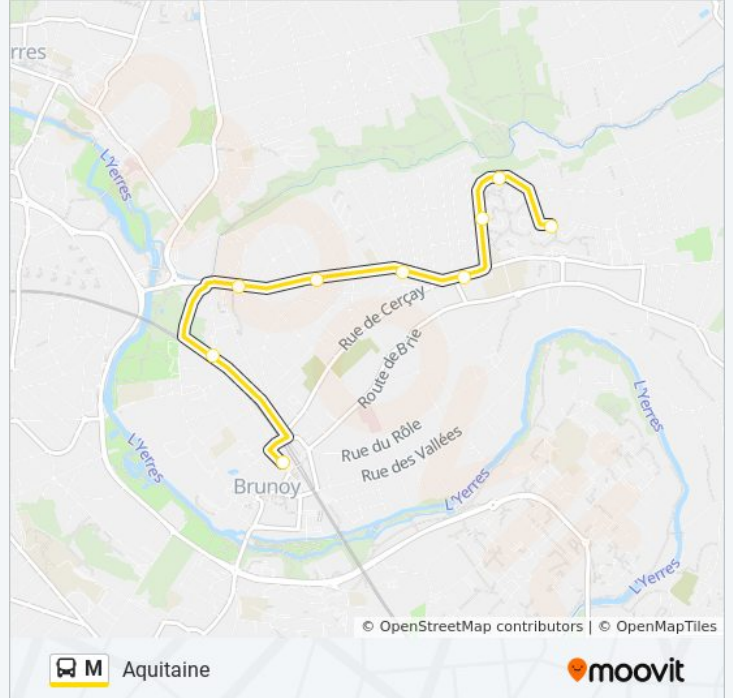 rres
L'Yerres
Rue de Cerçay
Route de Brie
L'Yerres
Rue du Rôle
Rue des Vallées
L'Yerres
L'Yerres
Brunoy
L'Yerres
© OpenStreetMap contributors | © OpenMapTiles
M Aquitaine
moovit